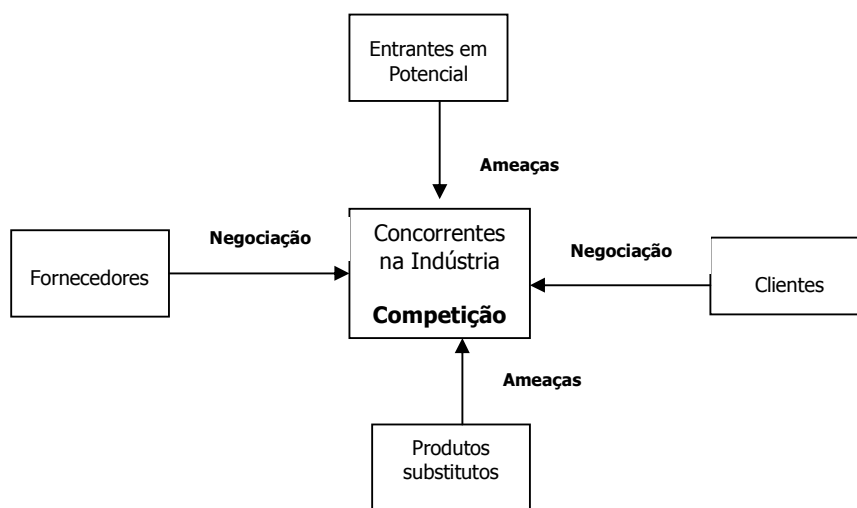 Entrantes em
Potencial
Ameaças
Negociação
Concorrentes
na Indústria
Negociação
Fornecedores
Clientes
Competição
Ameaças
Produtos
substitutos